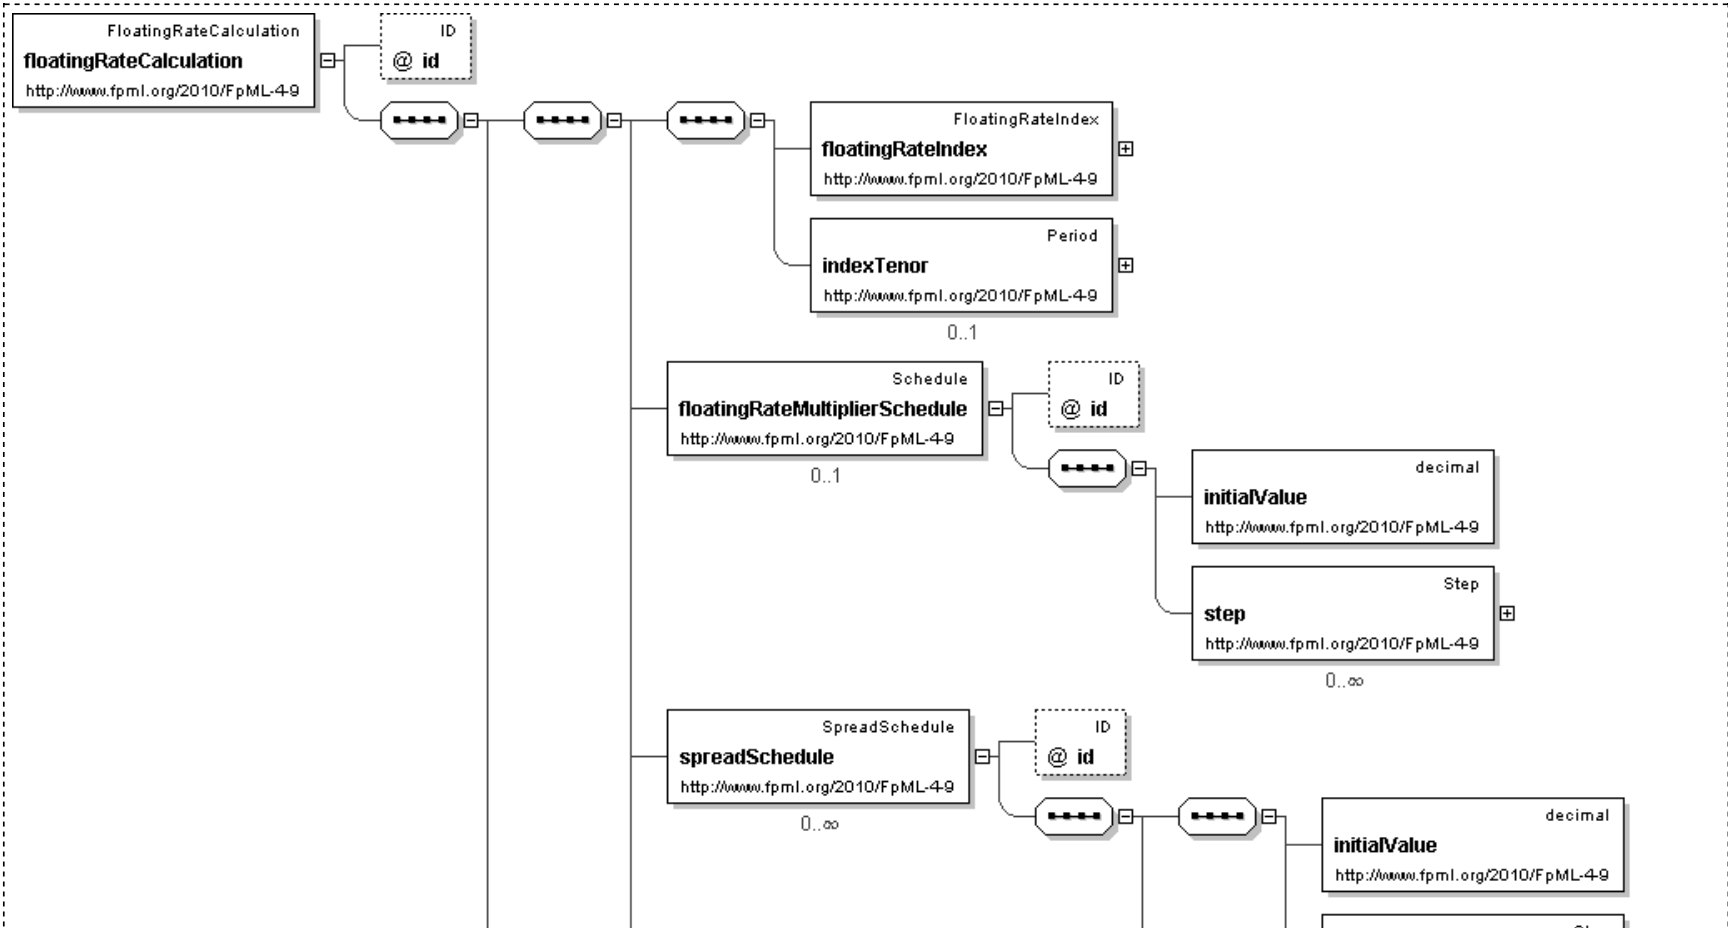 FloatingRateCalculation
floatingRateCalculation
http://www.fpml.org/2010/FpML-4-9
ID
@ id
FloatingRateIndex
floatingRateIndex
http://www.fpml.org/2010/FpML-4-9
Period
indexTenor
http://www.fpml.org/2010/FpML-4-9
0..1
Schedule
floatingRateMultiplierSchedule
http://www.fpml.org/2010/FpML-4-9
0..1
ID
@ id
decimal
initialValue
http://www.fpml.org/2010/FpML-4-9
Step
step
http://www.fpml.org/2010/FpML-4-9
0..∞
SpreadSchedule
spreadSchedule
http://www.fpml.org/2010/FpML-4-9
0..∞
ID
@ id
decimal
initialValue
http://www.fpml.org/2010/FpML-4-9